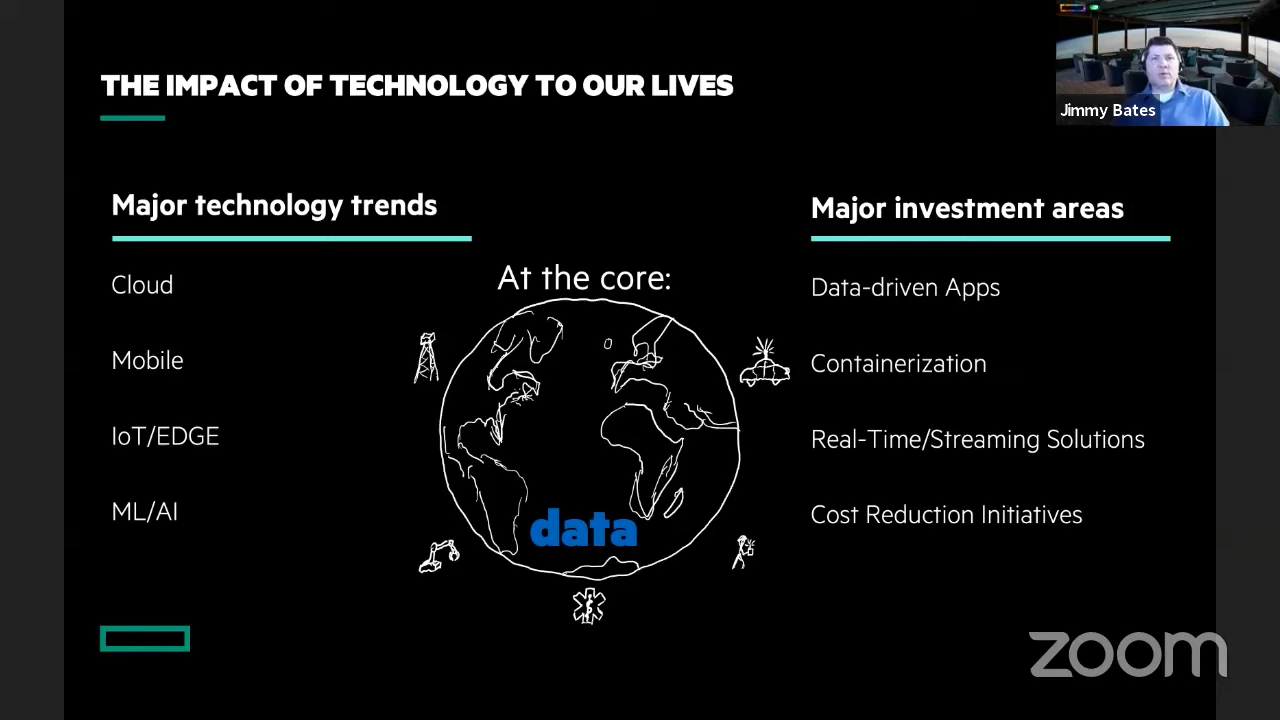 THE IMPACT OF TECHNOLOGY TO OUR LIVES
Jimmy Bates
Major technology trends
Cloud
Mobile
IoT/EDGE
ML/AI
At the core:
data
Major investment areas
Data-driven Apps
Containerization
Real-Time/Streaming Solutions
Cost Reduction Initiatives
zoom